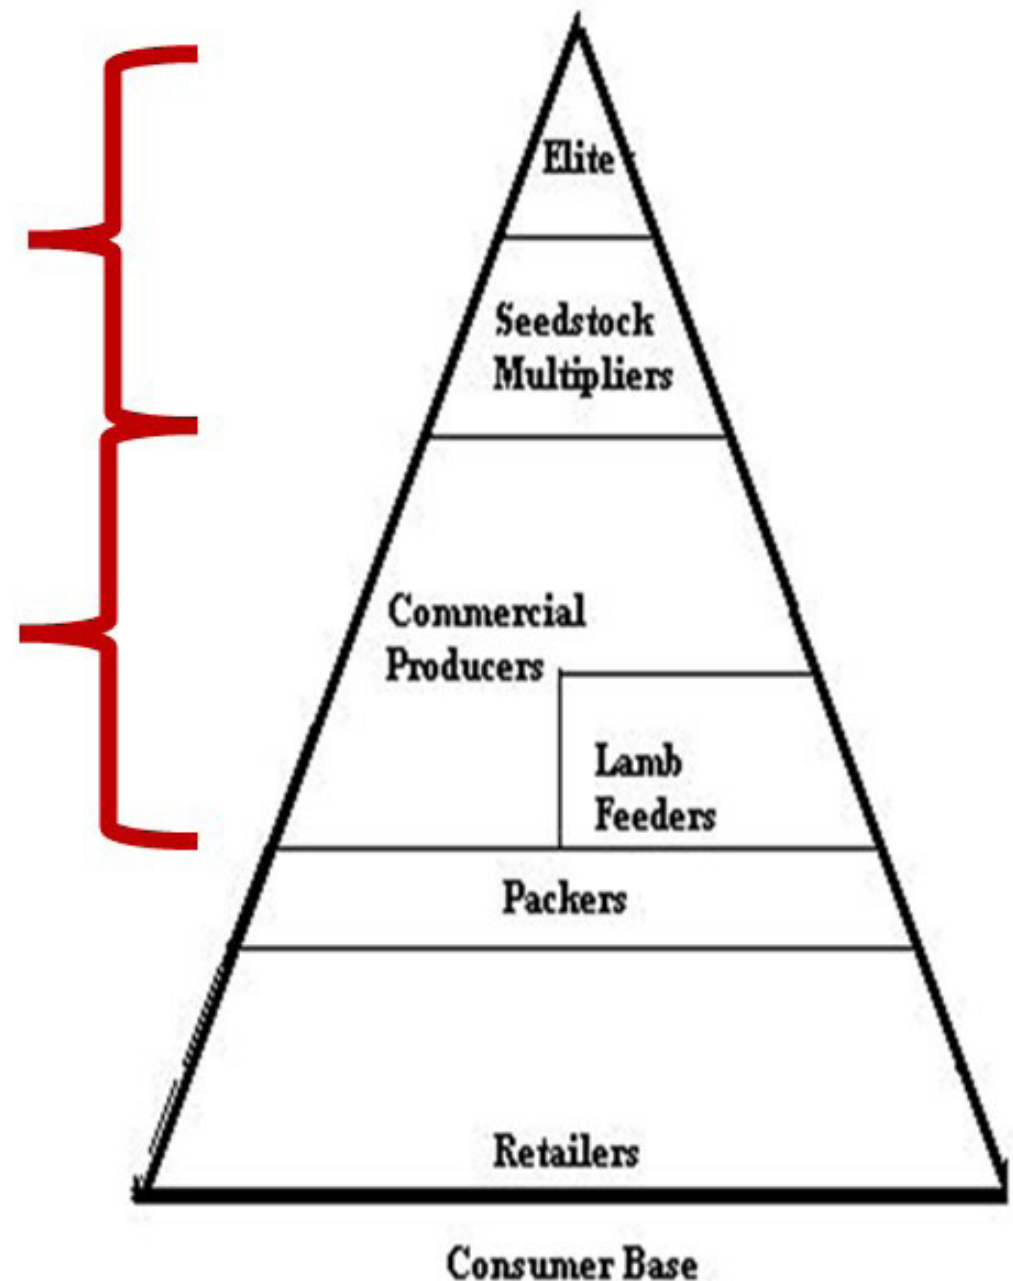 Elite
Seedstock
Multipliers
Commercial
Producers
Lamb
Feeders
Packers
Retailers
Consumer Base